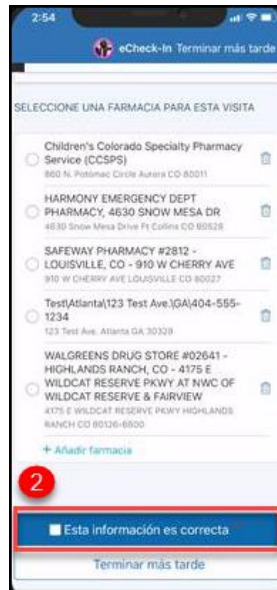 2:54
eCheck-In Terminar más tarde
SELECCIONE UNA FARMACIA PARA ESTA VISITA
Children's Colorado Specialty Pharmacy
Service (CCSPS)
860 N. Potomac Circle Aurora CO 80011
HARMONY EMERGENCY DEPT
PHARMACY, 4630 SNOW MESA DR
4630 Snow Mesa Drive Ft Collins CO 80528
SAFEWAY PHARMACY #2812 -
LOUISVILLE, CO - 910 W CHERRY AVE
910 W CHERRY AVE LOUISVILLE CO 80027
Test\Atlanta\123 Test Ave.\GA\404-555-
1234
123 Test Ave. Atlanta GA 30329
WALGREENS DRUG STORE #02641 -
HIGHLANDS RANCH, CO - 4175 E
WILDCAT RESERVE PKWY AT NWC OF
WILDCAT RESERVE & FAIRVIEW
4175 E WILDCAT RESERVE PKWY HIGHLANDS
RANCH CO 80126-6800
+ Añadir farmacia
2
Esta información es correcta *
Terminar más tarde